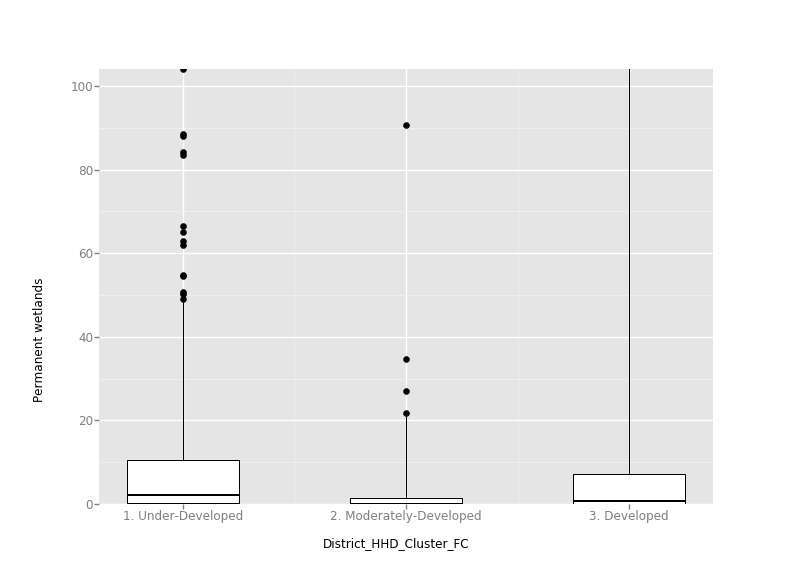 100
80
60
40
20
0
Permanent wetlands
1. Under-Developed
2. Moderately-Developed
3. Developed
District_HHD_Cluster_FC